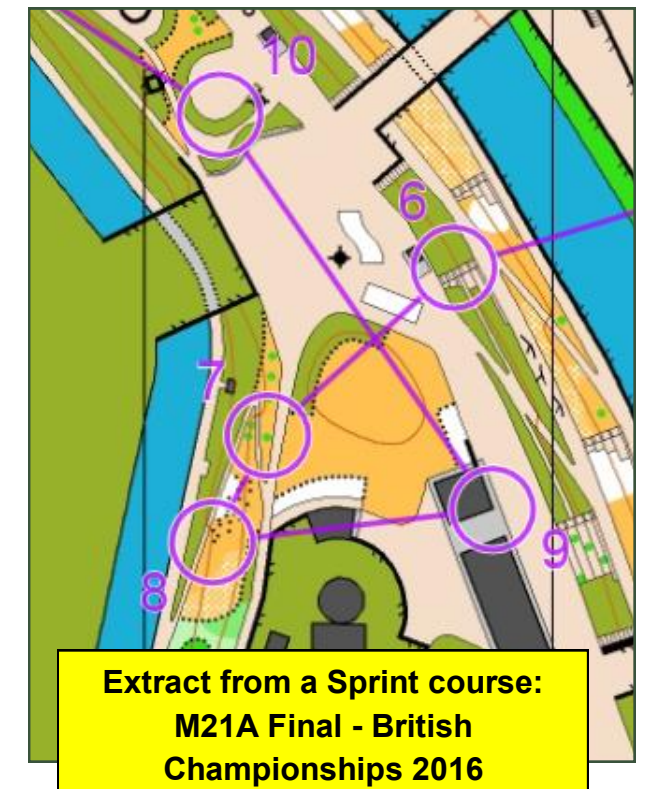 10
6
7
9
8
Extract from a Sprint course:
M21A Final - British
Championships 2016